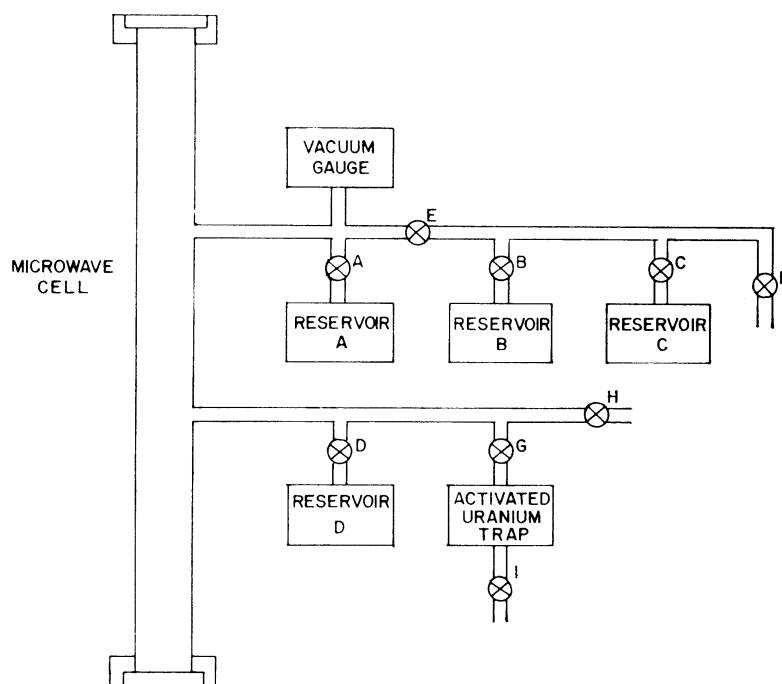 VACUUM
GAUGE
E
A
B
C
MICROWAVE
CELL
RESERVOIR
A
RESERVOIR
B
RESERVOIR
C
H
D
G
RESERVOIR
D
ACTIVATED
URANIUM
TRAP
I